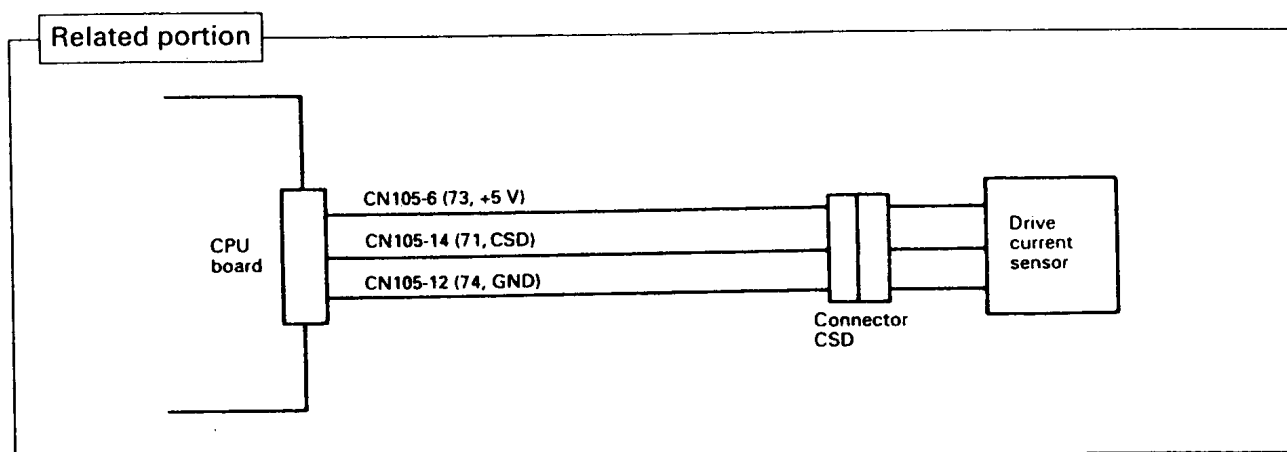 Related portion
CN105-6 (73, +5 V)
CN105-14 (71, CSD)
CN105-12 (74, GND)
CPU
board
Drive
current
sensor
Connector
CSD